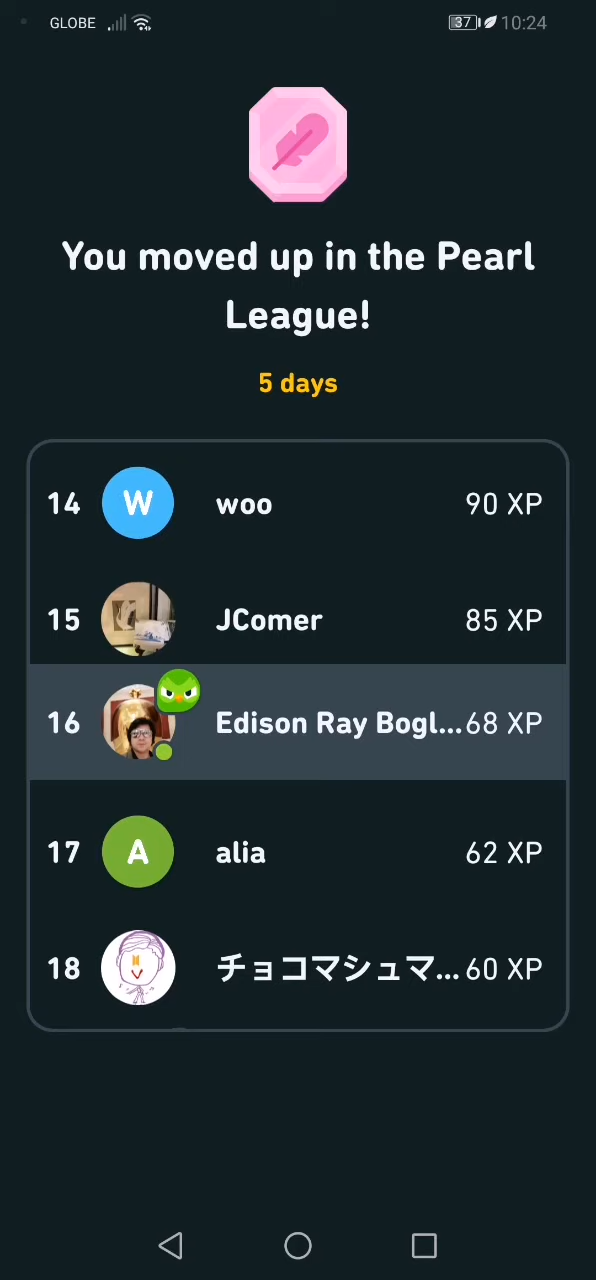 GLOBE 37 10:24
You moved up in the Pearl
League!
5 days
14 W woo 90 XP
15 JComer 85 XP
16 Edison Ray Bogl... 68 XP
17 A alia 62 XP
18 チョコマシュマ... 60 XP